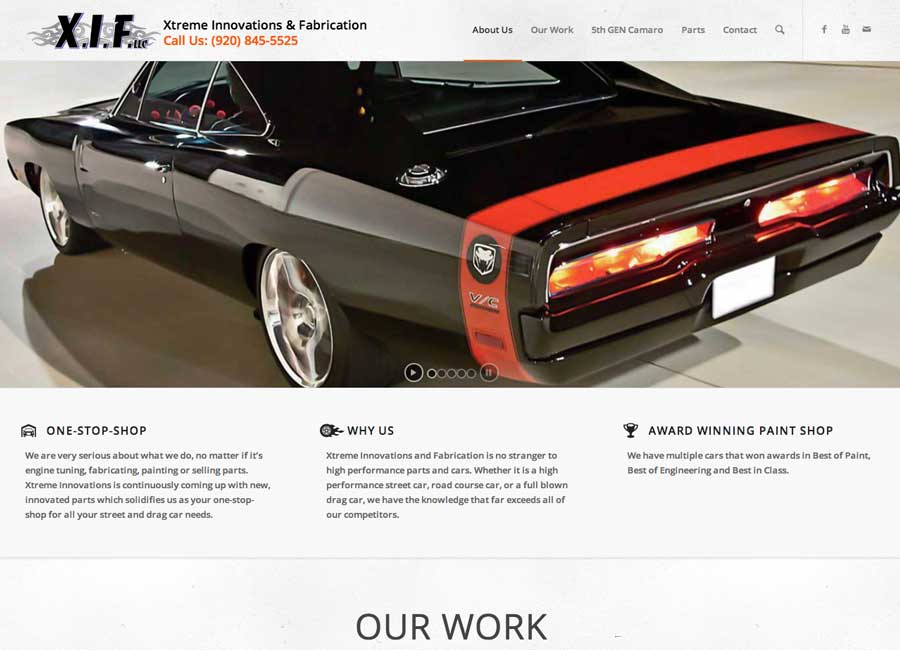 X.I.F. LLC
Xtreme Innovations & Fabrication
Call Us: (920) 845-5525
About Us
Our Work
5th GEN Camaro
Parts
Contact
V/C
ONE-STOP-SHOP
We are very serious about what we do, no matter if it's
engine tuning, fabricating, painting or selling parts.
Xtreme Innovations is continuously coming up with new,
innovated parts which solidifies us as your one-stop-
shop for all your street and drag car needs.
WHY US
Xtreme Innovations and Fabrication is no stranger to
high performance parts and cars. Whether it is a high
performance street car, road course car, or a full blown
drag car, we have the knowledge that far exceeds all of
our competitors.
AWARD WINNING PAINT SHOP
We have multiple cars that won awards in Best of Paint,
Best of Engineering and Best in Class.
OUR WORK